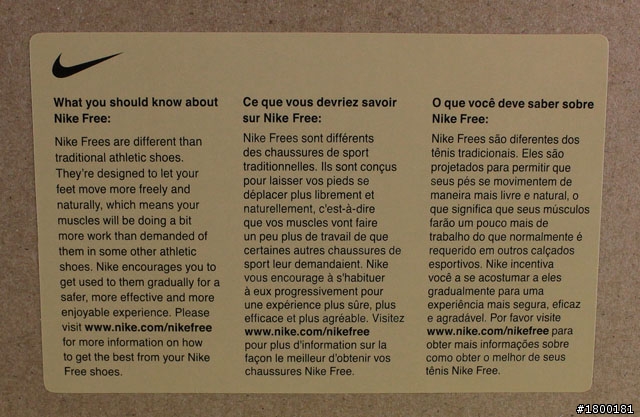 What you should know about
Nike Free:
Nike Frees are different than
traditional athletic shoes.
They're designed to let your
feet move more freely and
naturally, which means your
muscles will be doing a bit
more work than demanded of
them in some other athletic
shoes. Nike encourages you to
get used to them gradually for a
safer, more effective and more
enjoyable experience. Please
visit www.nike.com/nikefree
for more information on how
to get the best from your Nike
Free shoes.
Ce que vous devriez savoir
sur Nike Free:
Nike Frees sont différents
des chaussures de sport
traditionnelles. Ils sont conçus
pour laisser vos pieds se
déplacer plus librement et
naturellement, c'est-à-dire
que vos muscles vont faire
un peu plus de travail de que
certaines autres chaussures de
sport leur demandaient. Nike
vous encourage à s'habituer
à eux progressivement pour
une expérience plus sûre, plus
efficace et plus agréable. Visitez
www.nike.com/nikefree
pour plus d'information sur la
façon le meilleur d'obtenir vos
chaussures Nike Free.
O que você deve saber sobre
Nike Free:
Nike Frees são diferentes dos
tênis tradicionais. Eles são
projetados para permitir que
seus pés se movimentem de
maneira mais livre e natural, o
que significa que seus músculos
farão um pouco mais de
trabalho do que normalmente é
requerido em outros calçados
esportivos. Nike incentiva
você a se acostumar a eles
gradualmente para uma
experiência mais segura, eficaz
e agradável. Por favor visite
www.nike.com/nikefree para
obter mais informações sobre
como obter o melhor de seus
tênis Nike Free.
#1800181